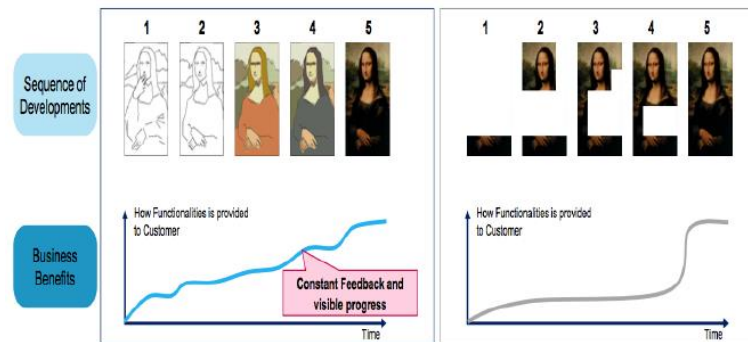 1 2 3 4 5
1 2 3 4 5
Sequence of
Developments
How Functionalities is provided
to Customer
How Functionalities is provided
to Customer
Business
Benefits
Constant Feedback and
visible progress
Time
Time